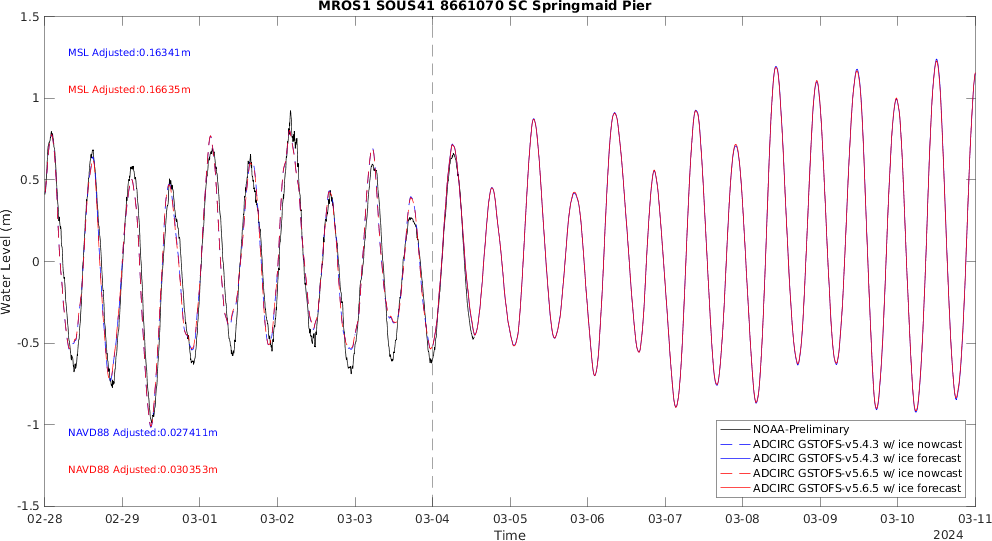 MROS1 SOUS41 8661070 SC Springmaid Pier
1.5
1
0.5
0
-0.5
-1
-1.5
Water Level (m)
MSL Adjusted:0.16341m
MSL Adjusted:0.16635m
NAVD88 Adjusted:0.027411m
NAVD88 Adjusted:0.030353m
NOAA-Preliminary
ADCIRC GSTOFS-v5.4.3 w/ ice nowcast
ADCIRC GSTOFS-v5.4.3 w/ ice forecast
ADCIRC GSTOFS-v5.6.5 w/ ice nowcast
ADCIRC GSTOFS-v5.6.5 w/ ice forecast
02-28 02-29 03-01 03-02 03-03 03-04 03-05 03-06 03-07 03-08 03-09 03-10 03-11
Time
2024